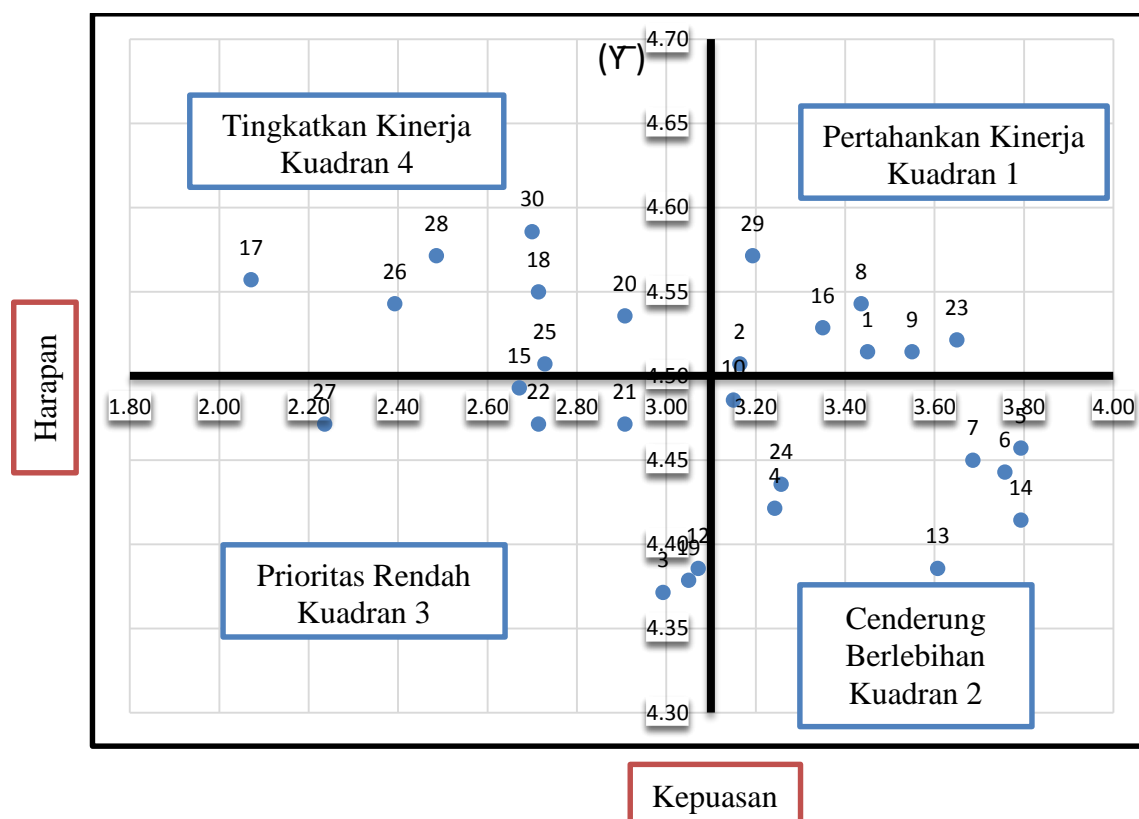 4.70
(Y̅)
Tingkatkan Kinerja
Kuadran 4
4.65
Pertahankan Kinerja
Kuadran 1
4.60
30
28
29
17
18
26
20
8
16
1
9
23
4.55
25
2
15
10
4.50
27
22
21
1.80 2.00 2.20 2.40 2.60 2.80 3.00 3.20 3.40 3.60 3.80 4.00
5
7
6
24
4
14
4.45
Harapan
12
19
3
13
4.40
Prioritas Rendah
Kuadran 3
4.35
Cenderung
Berlebihan
Kuadran 2
4.30
Kepuasan